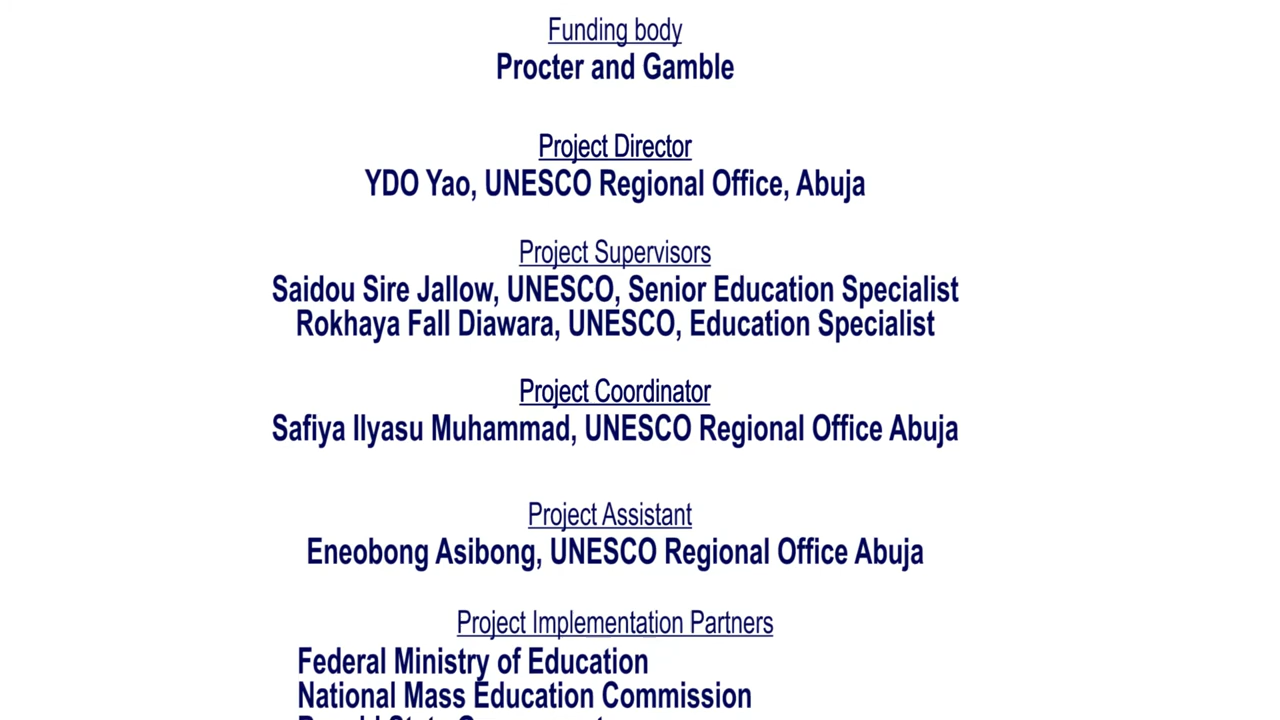 Funding body
Procter and Gamble
Project Director
YDO Yao, UNESCO Regional Office, Abuja
Project Supervisors
Saidou Sire Jallow, UNESCO, Senior Education Specialist
Rokhaya Fall Diawara, UNESCO, Education Specialist
Project Coordinator
Safiya Ilyasu Muhammad, UNESCO Regional Office Abuja
Project Assistant
Eneobong Asibong, UNESCO Regional Office Abuja
Project Implementation Partners
Federal Ministry of Education
National Mass Education Commission